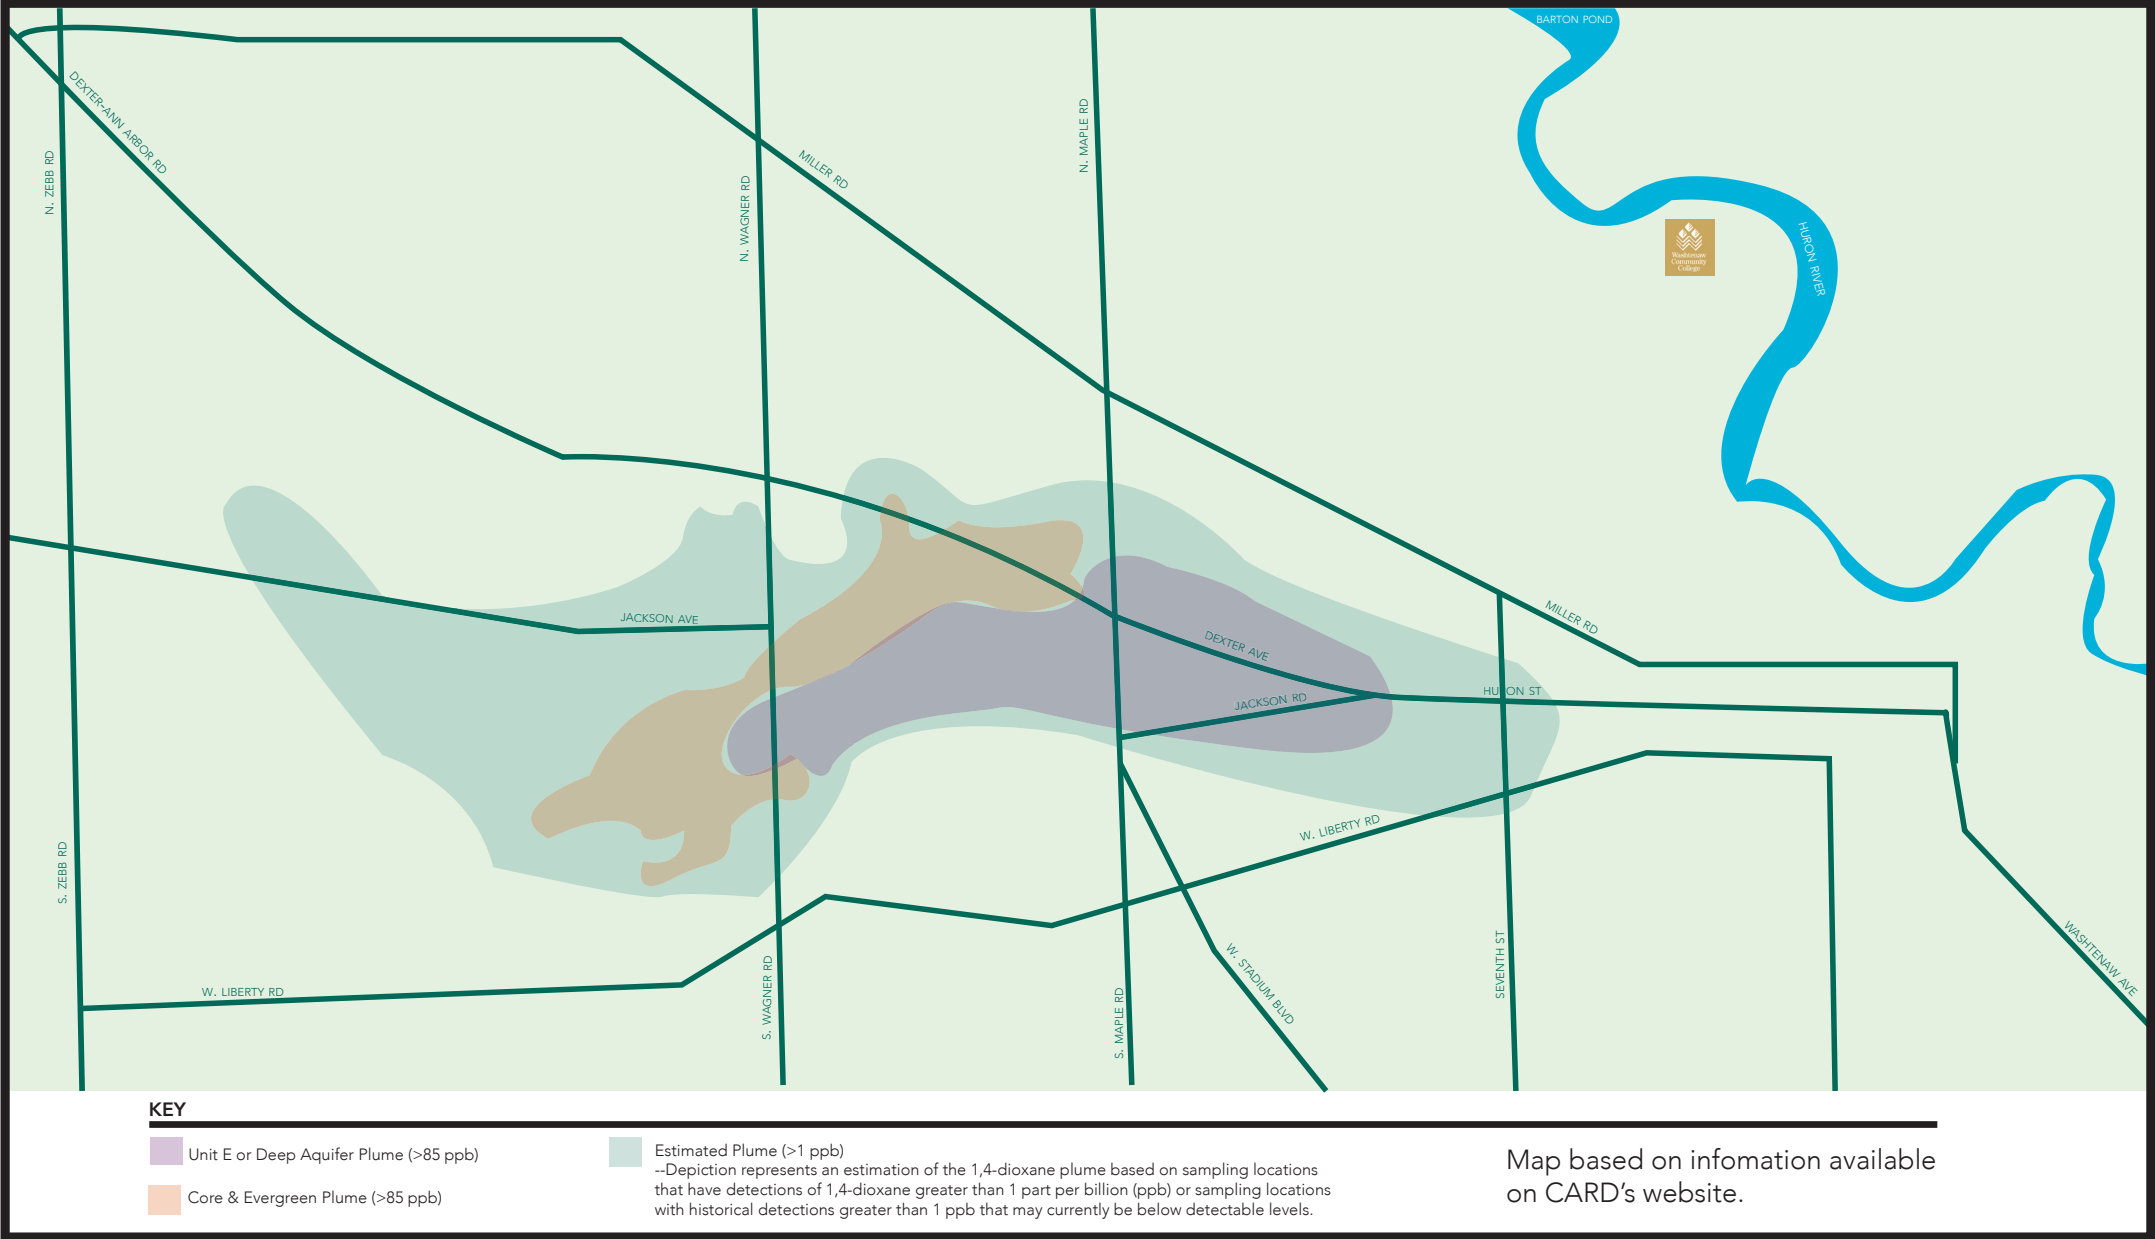 BARTON POND
DEXTER-ANN ARBOR RD
N. ZEBB RD
N. WAGNER RD
MILLER RD
N. MAPLE RD
HURON RIVER
Washtenaw
Community
College
JACKSON AVE
DEXTER AVE
JACKSON RD
HURON ST
MILLER RD
W. LIBERTY RD
S. ZEBB RD
W. LIBERTY RD
S. WAGNER RD
S. MAPLE RD
W. STADIUM BLVD
SEVENTH ST
WASHTENAW AVE
KEY
Unit E or Deep Aquifer Plume (>85 ppb)
Core & Evergreen Plume (>85 ppb)
Estimated Plume (>1 ppb)
--Depiction represents an estimation of the 1,4-dioxane plume based on sampling locations
that have detections of 1,4-dioxane greater than 1 part per billion (ppb) or sampling locations
with historical detections greater than 1 ppb that may currently be below detectable levels.
Map based on infomation available
on CARD’s website.